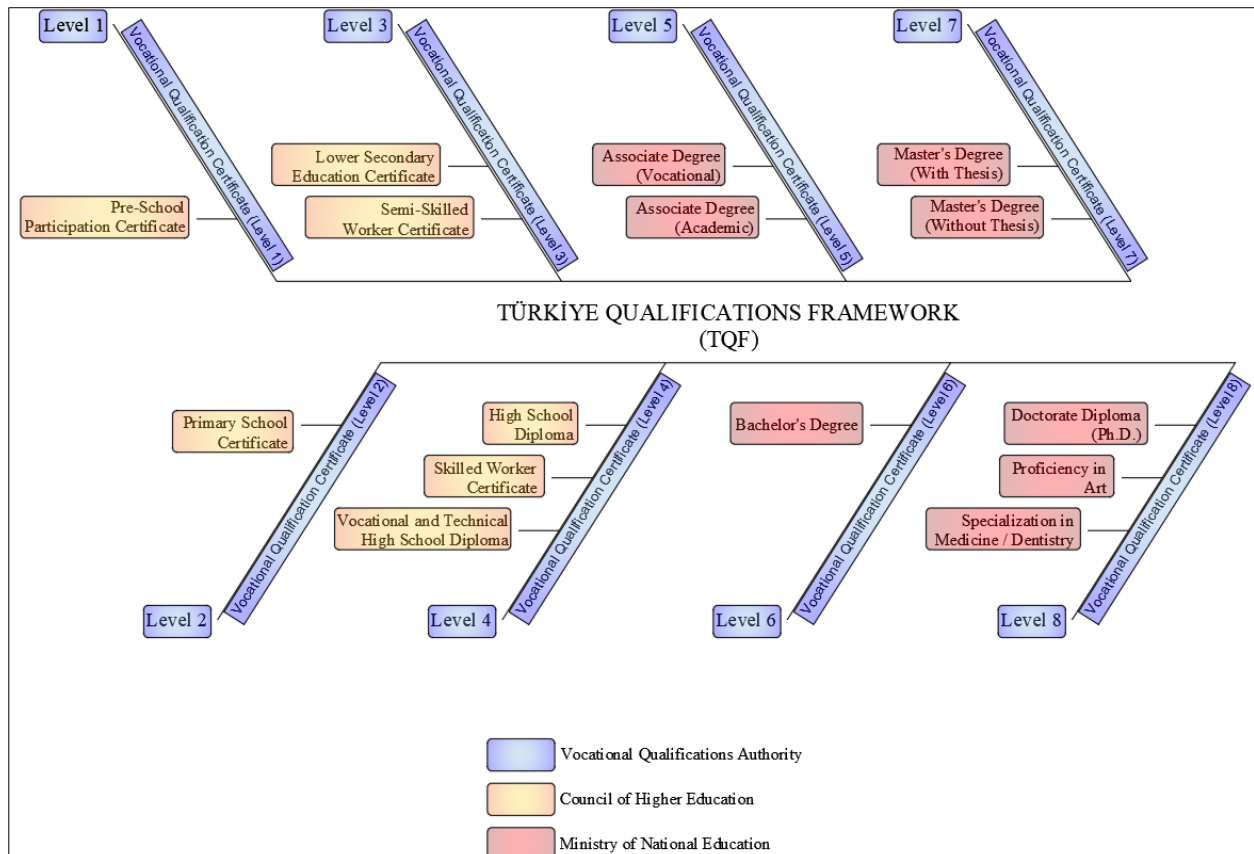 Level 1
Vocational Qualification Certificate (Level 1)
Pre-School
Participation Certificate
Level 3
Vocational Qualification Certificate (Level 3)
Lower Secondary
Education Certificate
Semi-Skilled
Worker Certificate
Level 5
Vocational Qualification Certificate (Level 5)
Associate Degree
(Vocational)
Associate Degree
(Academic)
Level 7
Vocational Qualification Certificate (Level 7)
Master's Degree
(With Thesis)
Master's Degree
(Without Thesis)
TÜRKİYE QUALIFICATIONS FRAMEWORK
(TQF)
Primary School
Certificate
Vocational Qualification Certificate (Level 2)
Level 2
High School
Diploma
Skilled Worker
Certificate
Vocational and Technical
High School Diploma
Vocational Qualification Certificate (Level 4)
Level 4
Bachelor's Degree
Vocational Qualification Certificate (Level 6)
Level 6
Doctorate Diploma
(Ph.D.)
Proficiency in
Art
Specialization in
Medicine / Dentistry
Vocational Qualification Certificate (Level 8)
Level 8
Vocational Qualifications Authority
Council of Higher Education
Ministry of National Education